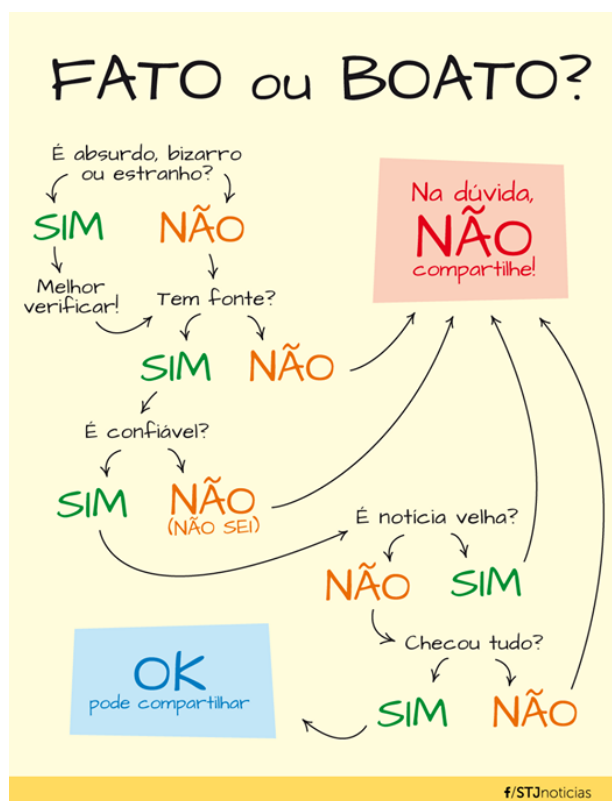 FATO ou BOATO?
É absurdo, bizarro
ou estranho?
SIM
NÃO
Melhor
verificar!
Tem fonte?
SIM
NÃO
É confiável?
SIM
NÃO
(NÃO SEI)
Na dúvida,
NÃO
compartilhe!
É noticia velha?
NÃO
SIM
Checou tudo?
SIM
NÃO
OK
pode compartilhar
f/STJnoticias